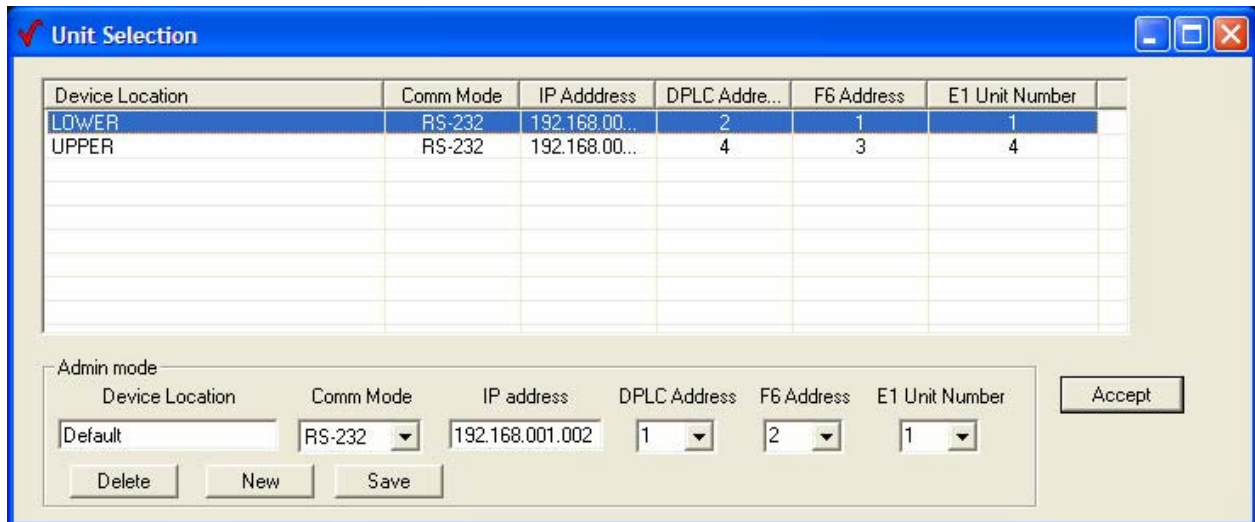 Unit Selection
Device Location Comm Mode IP Adddress DPLC Addre... F6 Address E1 Unit Number
LOWER RS-232 192.168.00... 2 1 1
UPPER RS-232 192.168.00... 4 3 4
Admin mode
Device Location Comm Mode IP address DPLC Address F6 Address E1 Unit Number
Default RS-232 192.168.001.002 1 2 1
Accept
Delete New Save